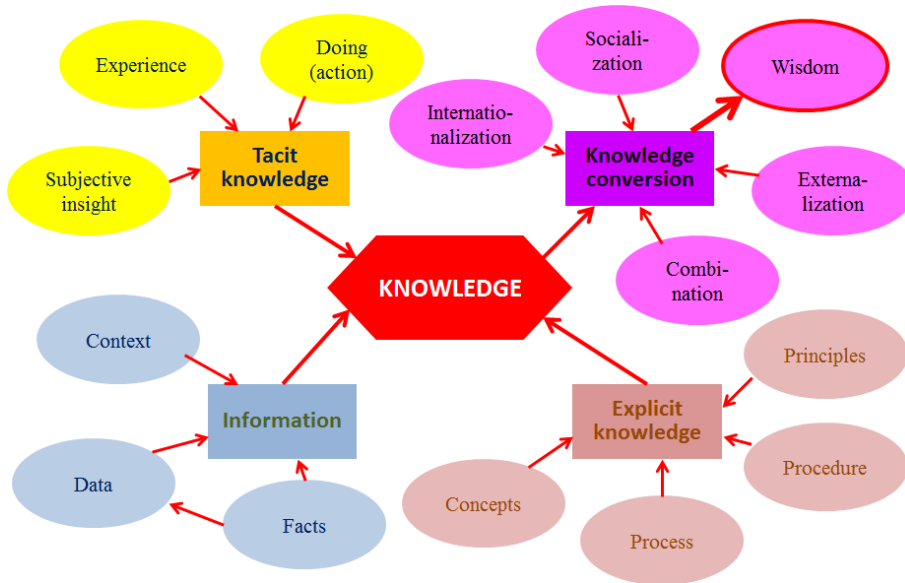 Experience
Doing
(action)
Subjective
insight
Tacit
knowledge
Sociali-
zation
Wisdom
Internatio-
nalization
Knowledge
conversion
Externa-
lization
Combi-
nation
KNOWLEDGE
Context
Information
Data
Facts
Principles
Explicit
knowledge
Procedure
Concepts
Process